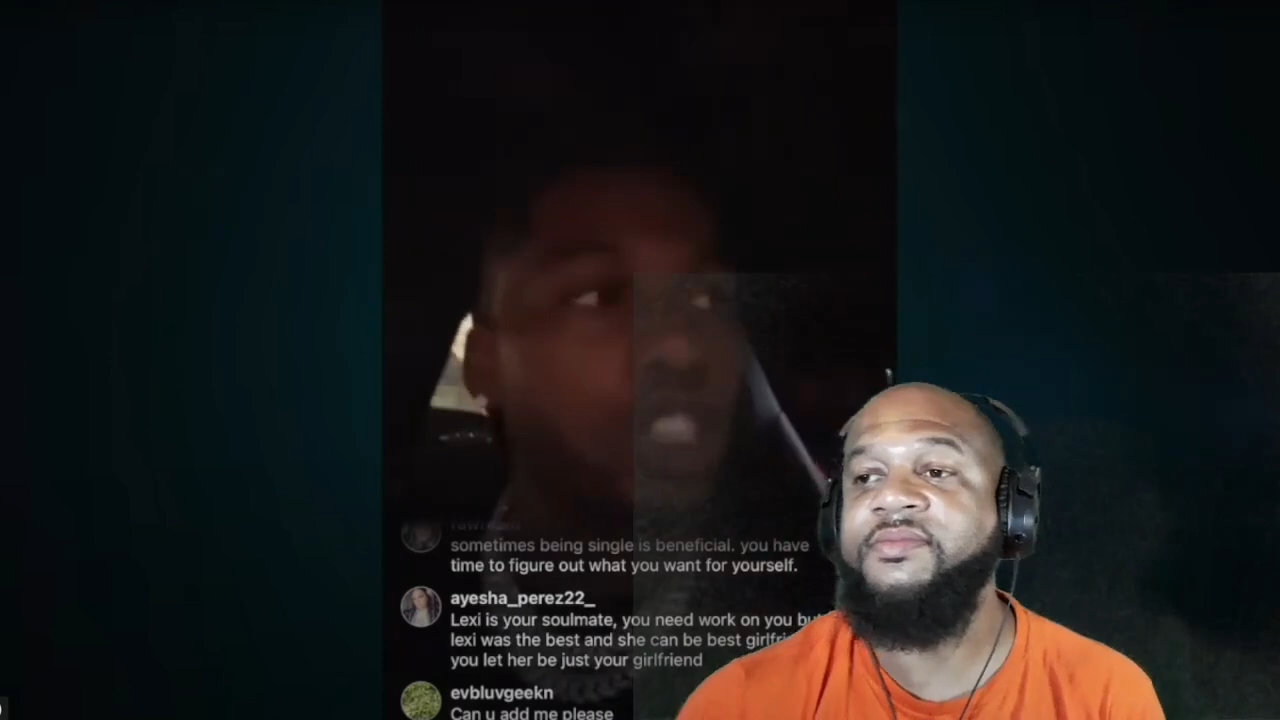 sometimes being single is beneficial. you have
time to figure out what you want for yourself.
ayesha_perez22_
Lexi is your soulmate, you need work on you
lexi was the best and she can be best
you let her be just your girlfriend
evbluvgeekn
Can u add me please